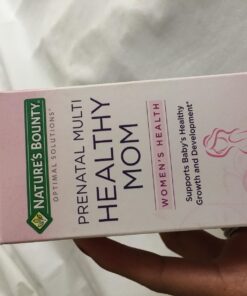 NATURE'S BOUNTY
OPTIMAL SOLUTIONS
PRENATAL MULTI
HEALTHY
MOM
WOMEN'S HEALTH
Supports Baby's Healthy
Growth and Development*